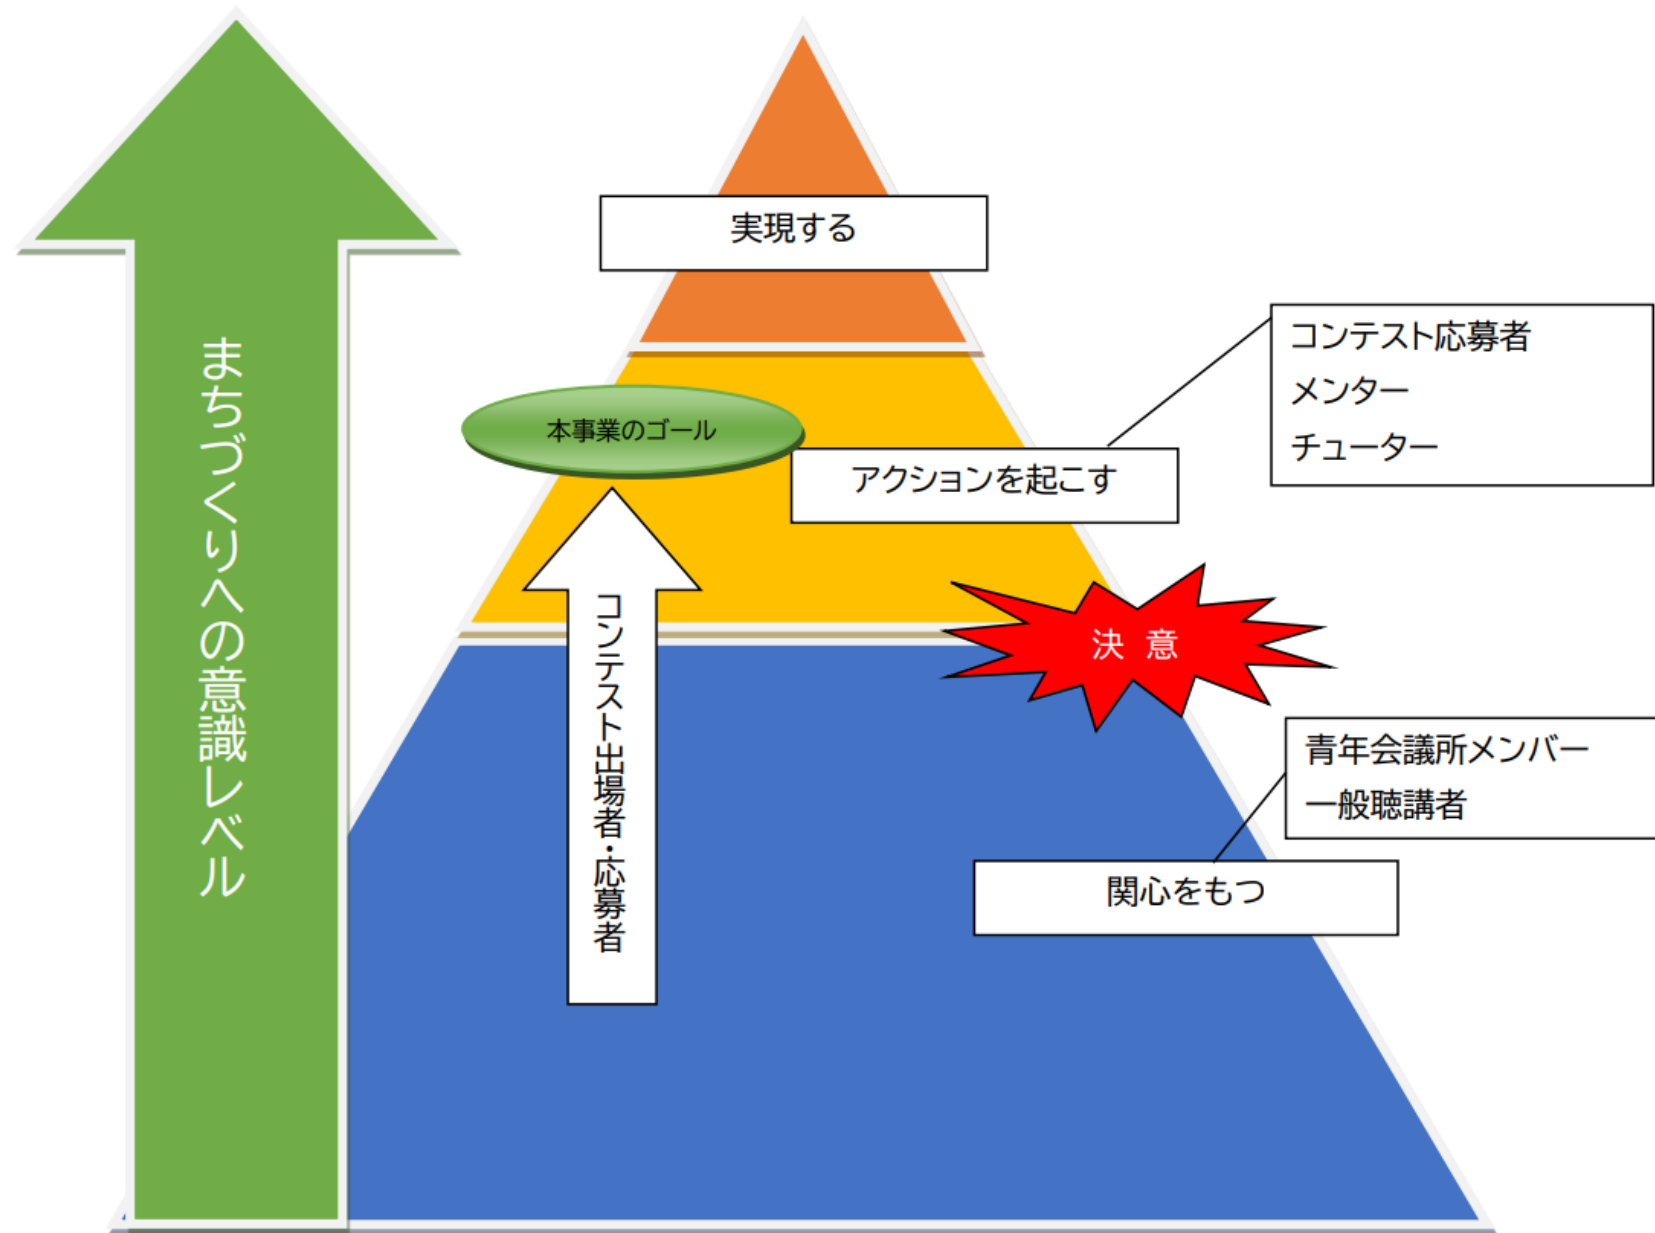 まちづくりへの意識レベル
実現する
本事業のゴール
アクションを起こす
コンテスト応募者
メンター
チューター
コンテスト出場者・応募者
決 意
青年会議所メンバー
一般聴講者
関心をもつ